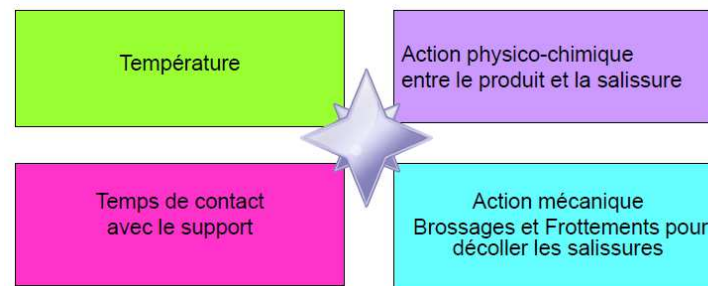 Température
Action physico-chimique
entre le produit et la salissure
Temps de contact
avec le support
Action mécanique
Brossages et Frottements pour
décoller les salissures